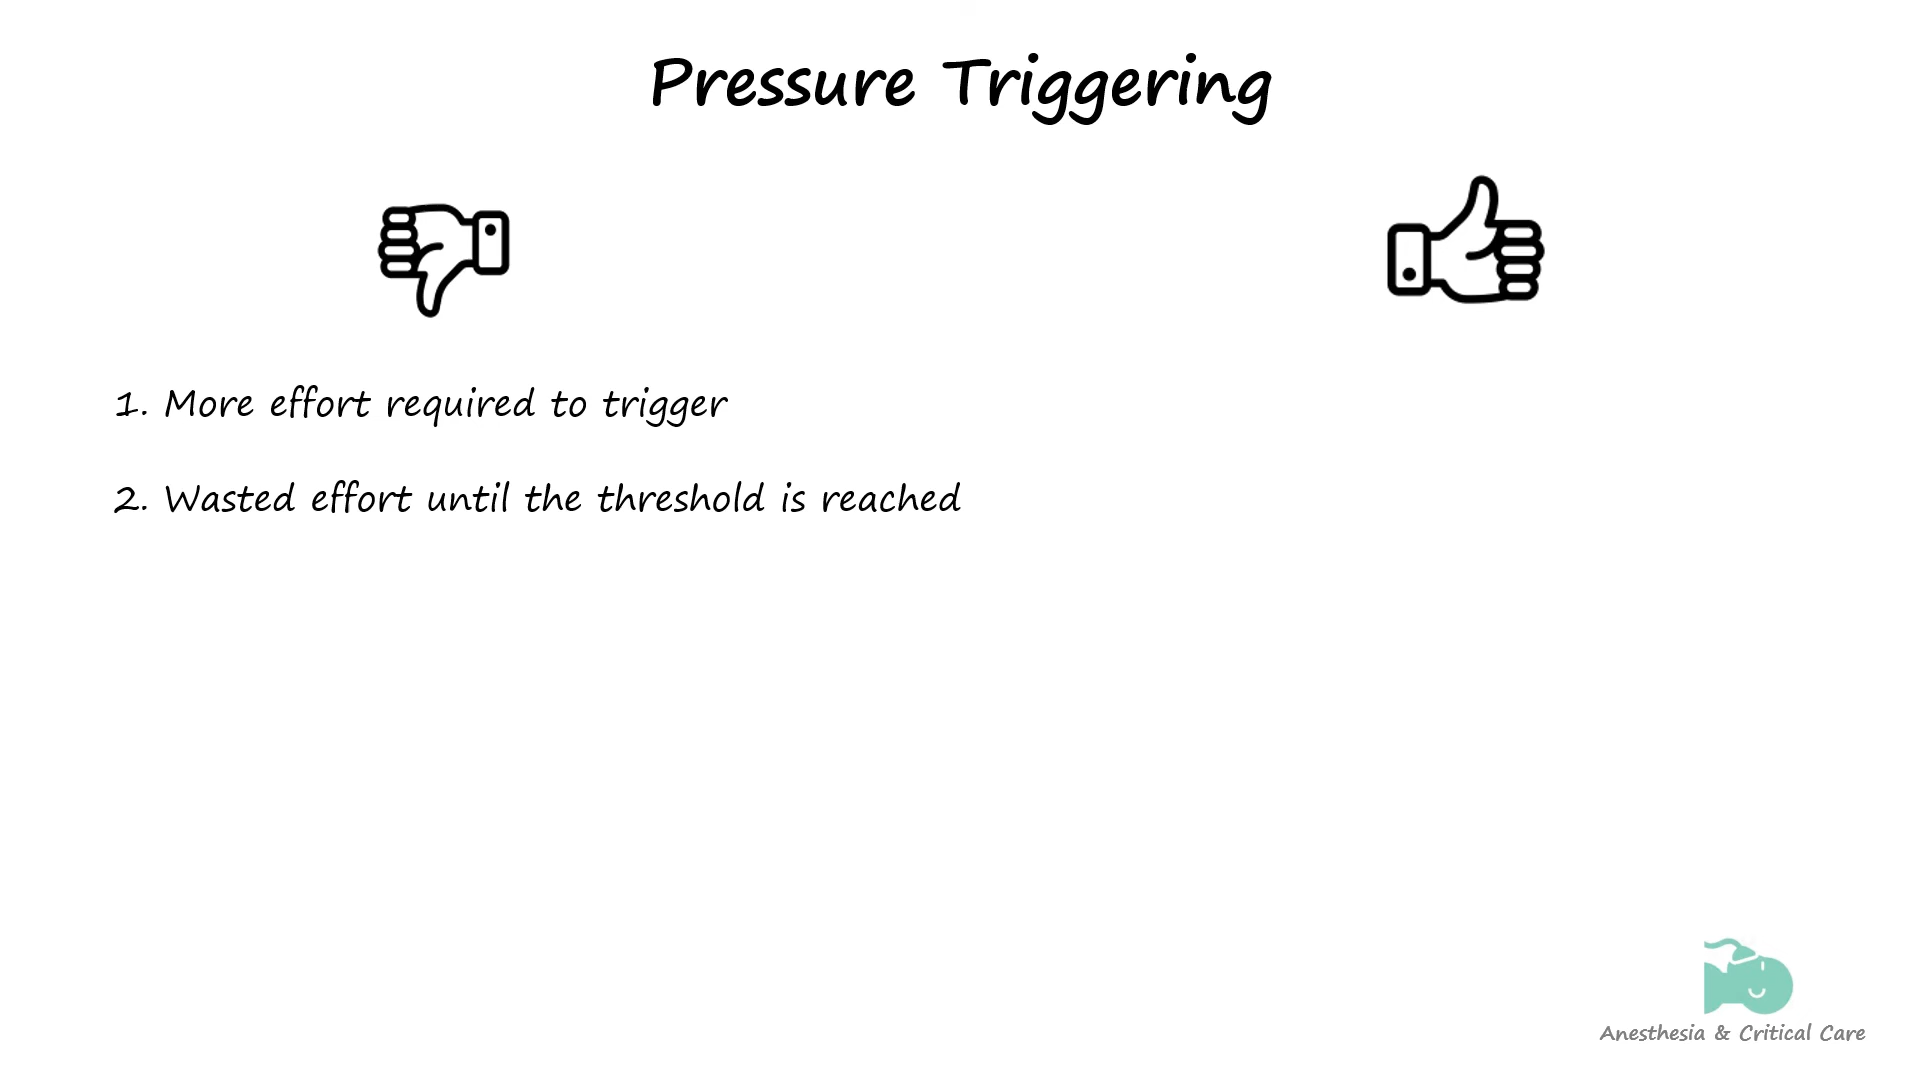 Pressure Triggering
1. More effort required to trigger
2. Wasted effort until the threshold is reached
Anesthesia & Critical Care